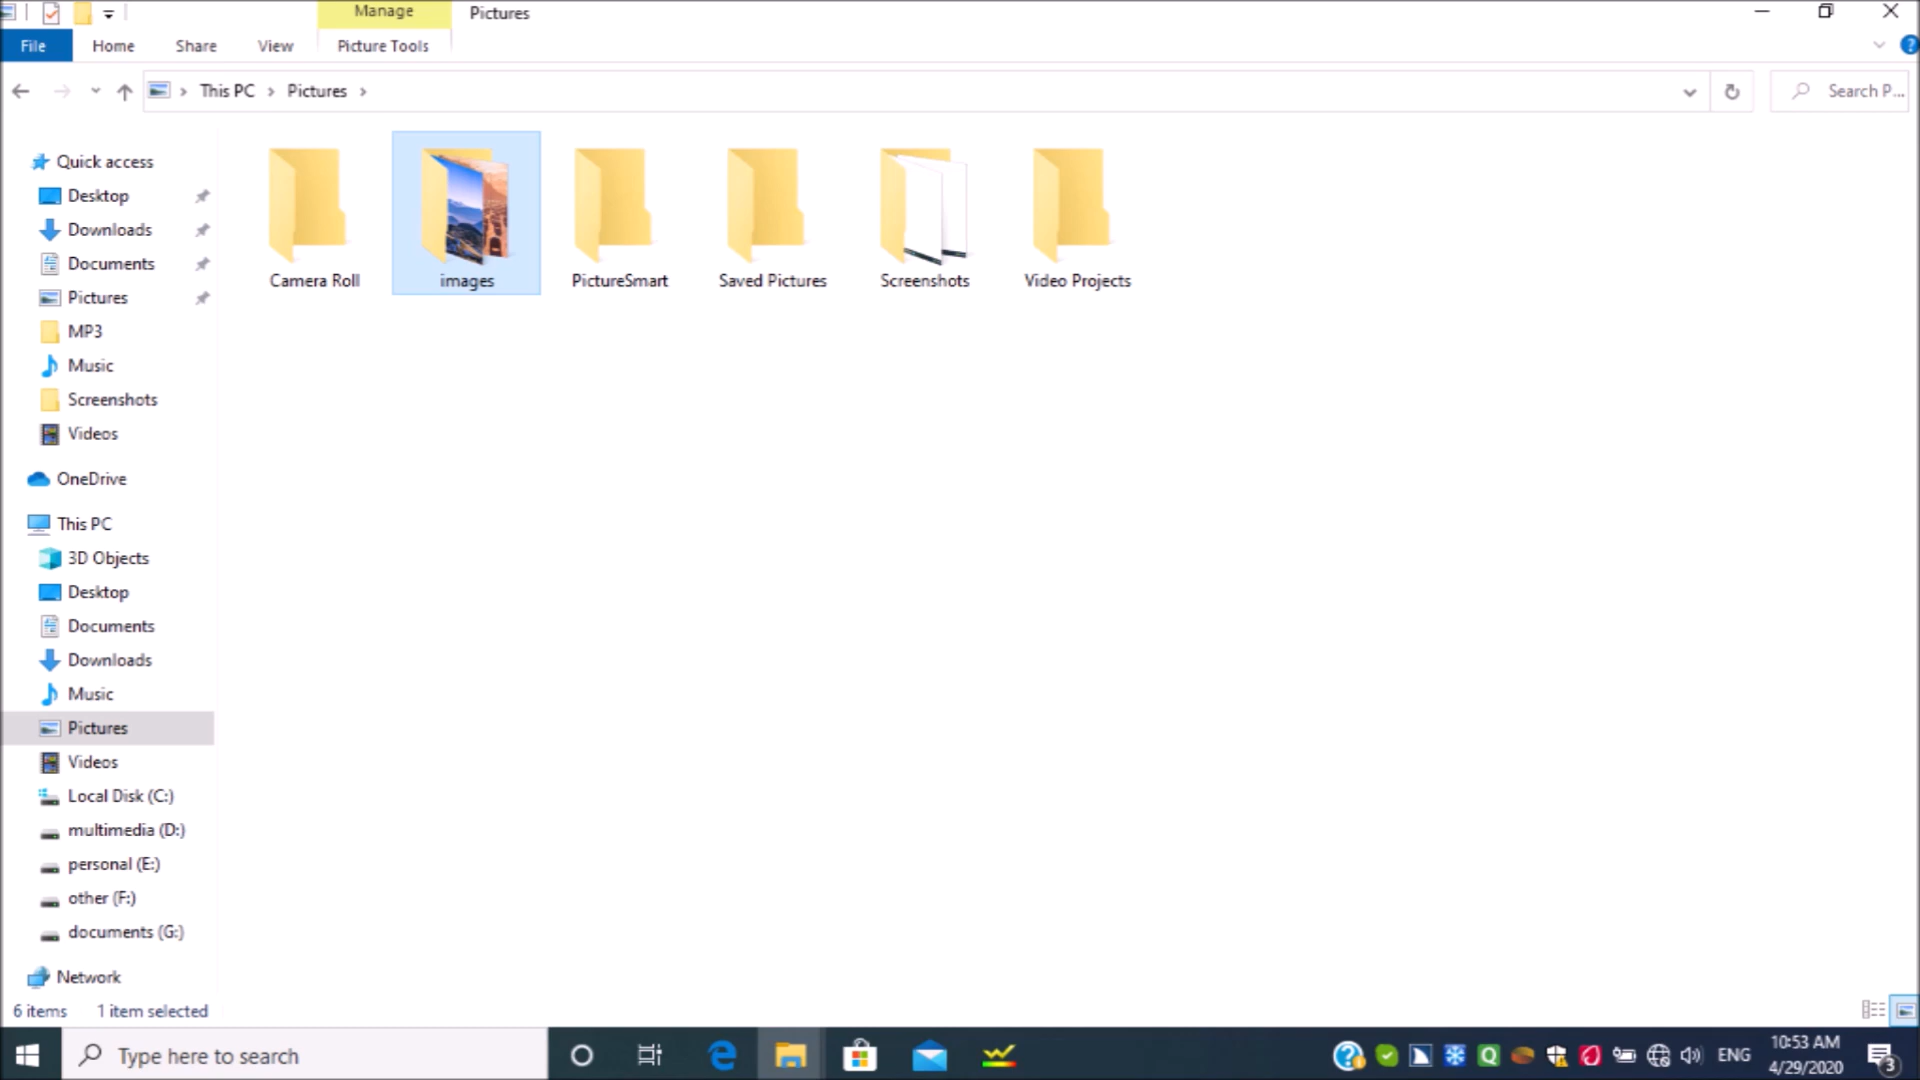 Manage
Pictures
File
Home
Share
View
Picture Tools
This PC
Pictures
Search P...
Quick access
Desktop
Downloads
Documents
Pictures
MP3
Music
Screenshots
Videos
OneDrive
This PC
3D Objects
Desktop
Documents
Downloads
Music
Pictures
Videos
Local Disk (C:)
multimedia (D:)
personal (E:)
other (F:)
documents (G:)
Network
Camera Roll
images
PictureSmart
Saved Pictures
Screenshots
Video Projects
6 items
1 item selected
Type here to search
ENG
10:53 AM
4/29/2020
3